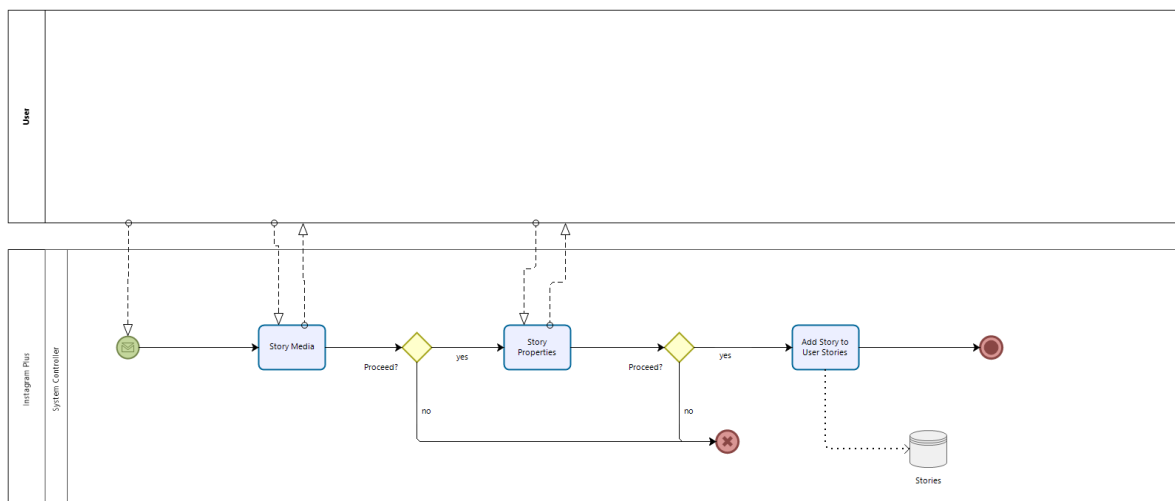 User
Instagram Plus
System Controller
Story Media
Proceed?
yes
no
Story
Properties
Proceed?
yes
no
Add Story to
User Stories
Stories